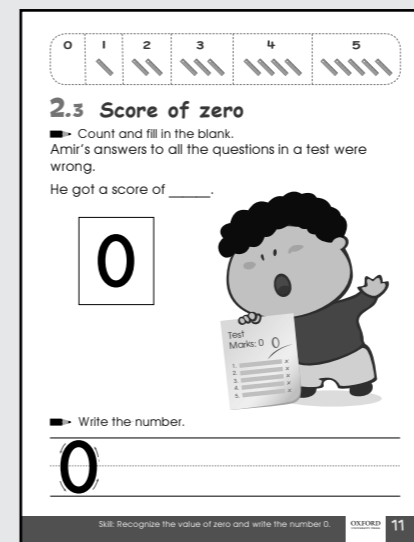 0 1 2 3 4 5
2.3 Score of zero
Count and fill in the blank.
Amir's answers to all the questions in a test were
wrong.
He got a score of ______.
0
Test
Marks: 0 0
1. x
2. x
3. x
4. x
5. x
Write the number.
0
Skill: Recognize the value of zero and write the number 0.
OXFORD
UNIVERSITY PRESS
11